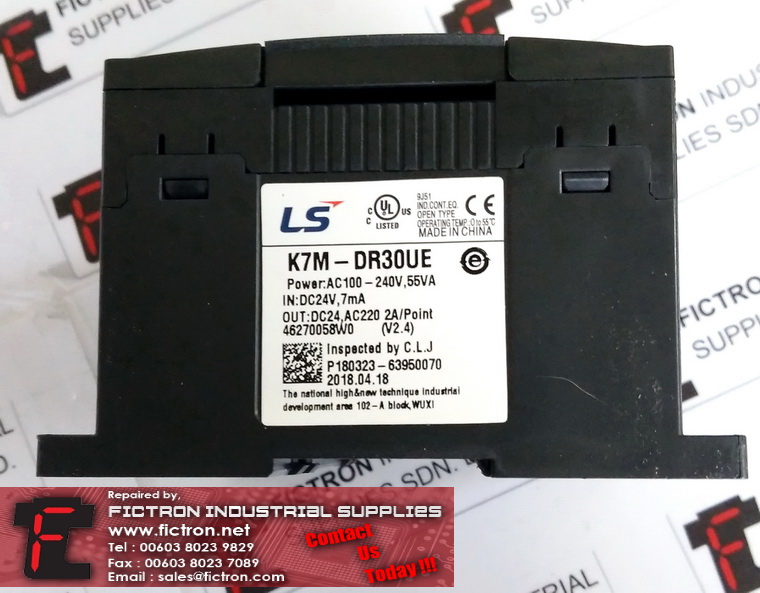 FICTRON INDUSTRIAL
SUPPLIES
LS
C UL US
LISTED
9J51
IND.CONT.EQ.
OPEN TYPE
OPERATING TEMP.:0 to 55℃
MADE IN CHINA
CE
K7M-DR30UE
Power:AC100-240V,55VA
IN:DC24V,7mA
OUT:DC24,AC220 2A/Point
46270058W0 (V2.4)
Inspected by C.L.J
P180323-63950070
2018.04.18
The national high&new technique industrial
development area 102-A block,WUXI
INDUS
SDN
FICTRON
SUPPLIES
FICTRON IN
SDN.
Repaired by,
FICTRON INDUSTRIAL SUPPLIES
www.fictron.net
Tel : 00603 8023 9829
Fax : 00603 8023 7089
Email : sales@fictron.com
Contact
Us
Today !!!